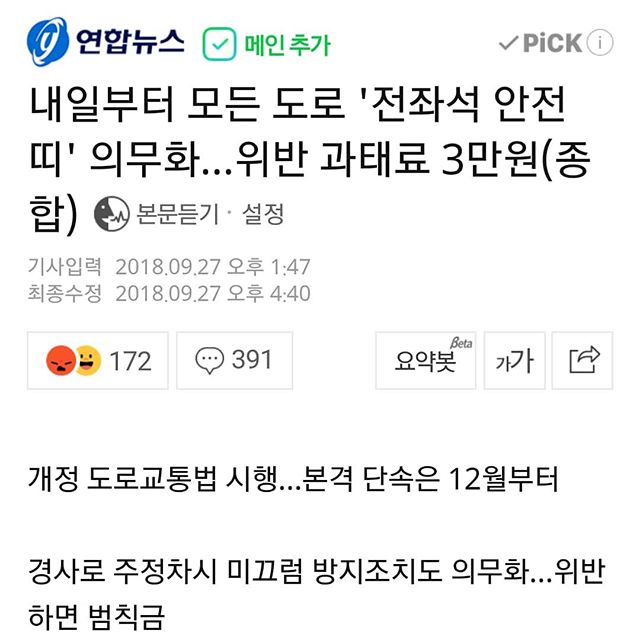 연합뉴스 메인 추가 PiCK
내일부터 모든 도로 '전좌석 안전
띠' 의무화...위반 과태료 3만원(종
합) 본문듣기 · 설정
기사입력 2018.09.27 오후 1:47
최종수정 2018.09.27 오후 4:40
172 391 요약봇 Beta 가가
개정 도로교통법 시행...본격 단속은 12월부터
경사로 주정차시 미끄럼 방지조치도 의무화...위반
하면 범칙금